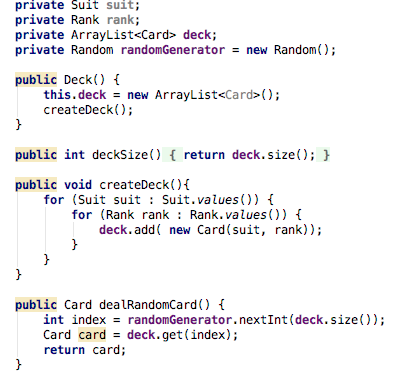 private Suit suit;
private Rank rank;
private ArrayList<Card> deck;
private Random randomGenerator = new Random();
public Deck() {
this.deck = new ArrayList<Card>();
createDeck();
}
public int deckSize() { return deck.size(); }
public void createDeck(){
for (Suit suit : Suit.values()) {
for (Rank rank : Rank.values()) {
deck.add( new Card(suit, rank));
}
}
}
public Card dealRandomCard() {
int index = randomGenerator.nextInt(deck.size());
Card card = deck.get(index);
return card;
}